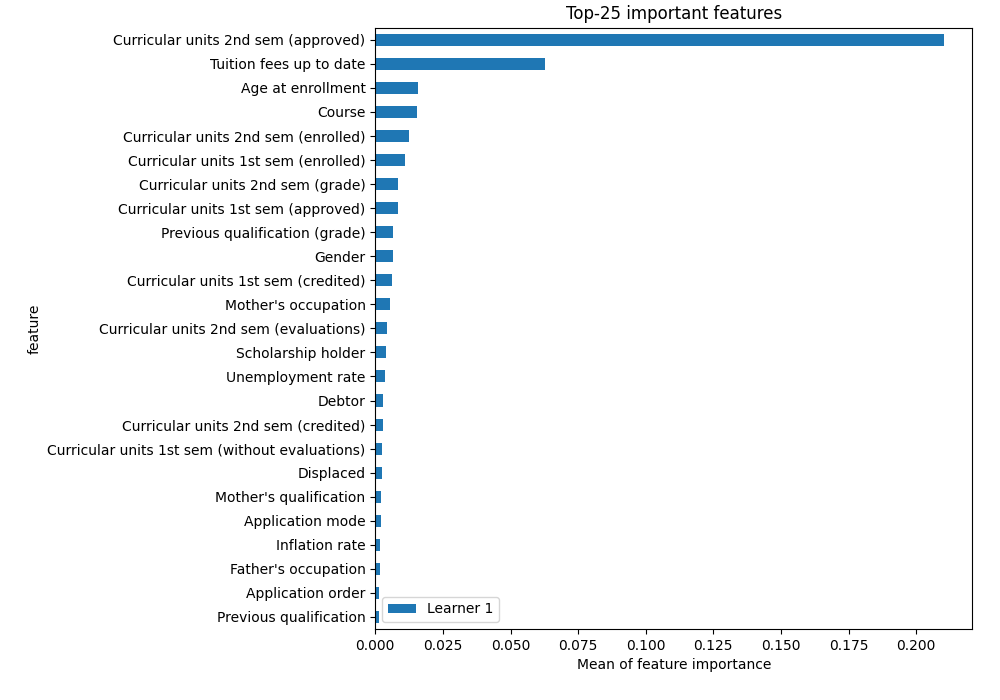 Top-25 important features
Curricular units 2nd sem (approved)
Tuition fees up to date
Age at enrollment
Course
Curricular units 2nd sem (enrolled)
Curricular units 1st sem (enrolled)
Curricular units 2nd sem (grade)
Curricular units 1st sem (approved)
Previous qualification (grade)
Gender
Curricular units 1st sem (credited)
Mother's occupation
Curricular units 2nd sem (evaluations)
Scholarship holder
Unemployment rate
Debtor
Curricular units 2nd sem (credited)
Curricular units 1st sem (without evaluations)
Displaced
Mother's qualification
Application mode
Inflation rate
Father's occupation
Application order
Previous qualification
feature
Learner 1
0.000 0.025 0.050 0.075 0.100 0.125 0.150 0.175 0.200
Mean of feature importance